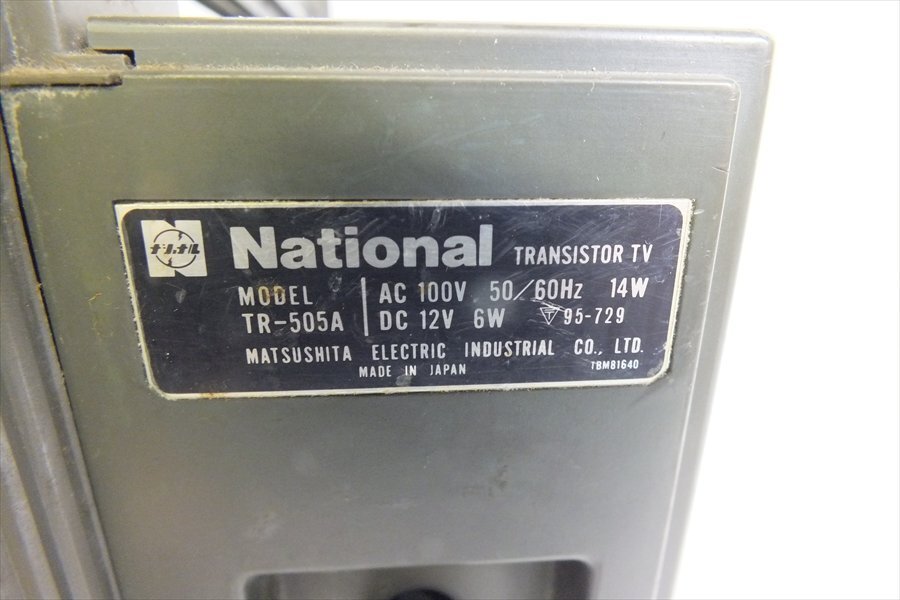 ナショナル
National TRANSISTOR TV
MODEL AC 100V 50/60Hz 14W
TR-505A DC 12V 6W 〒 95-729
MATSUSHITA ELECTRIC INDUSTRIAL CO., LTD.
MADE IN JAPAN TBM81640